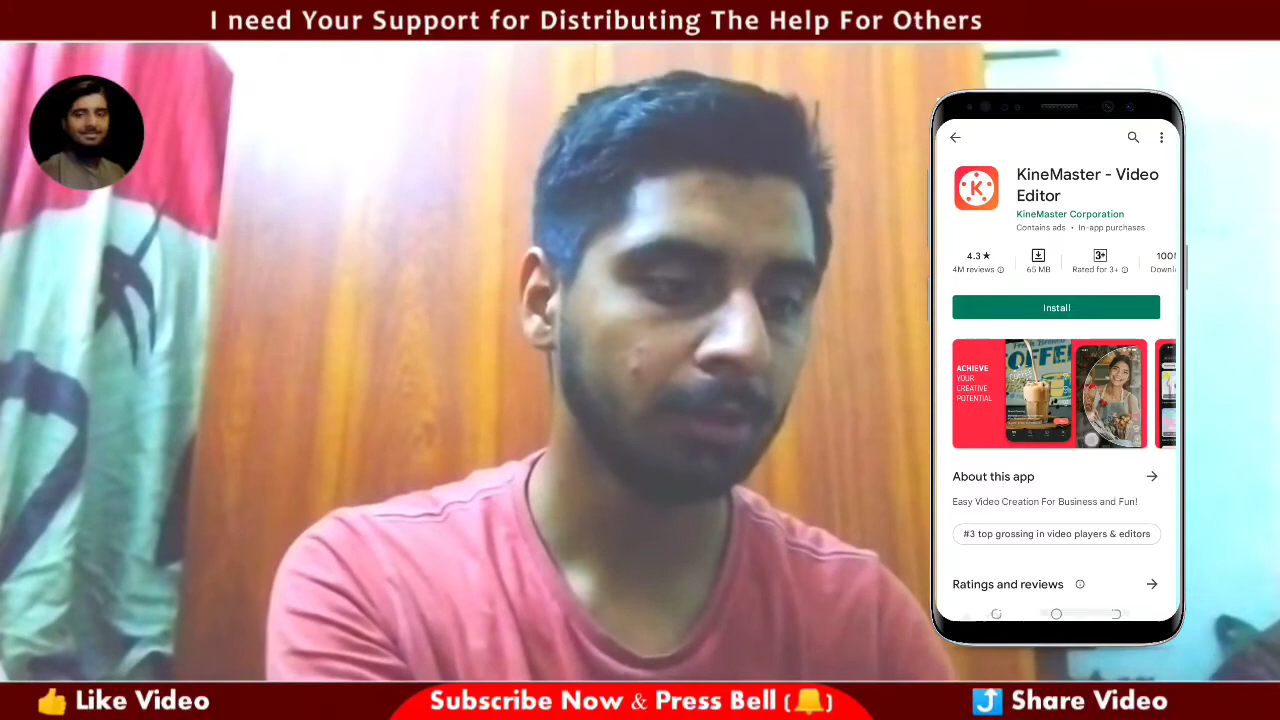 I need Your Support for Distributing The Help For Others
KineMaster - Video
Editor
KineMaster Corporation
Contains ads • In-app purchases
4.3★
4M reviews
65 MB
3+
Rated for 3+
Install
ACHIEVE
YOUR
CREATIVE
POTENTIAL
About this app
Easy Video Creation For Business and Fun!
#3 top grossing in video players & editors
Ratings and reviews
👍 Like Video
Subscribe Now & Press Bell (🔔)
Share Video